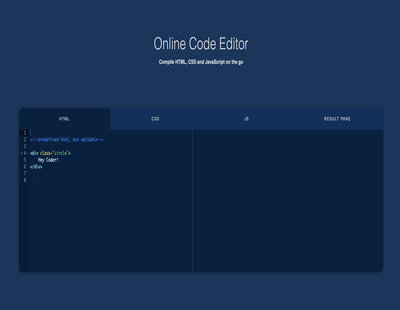 Online Code Editor
Compile HTML, CSS and JavaScript on the go
HTML CSS JS RESULT PANE
1
2 <!--predefined html, but editable-->
3
4 <div class="circle">
5 Hey Coder!
6 </div>
7
8